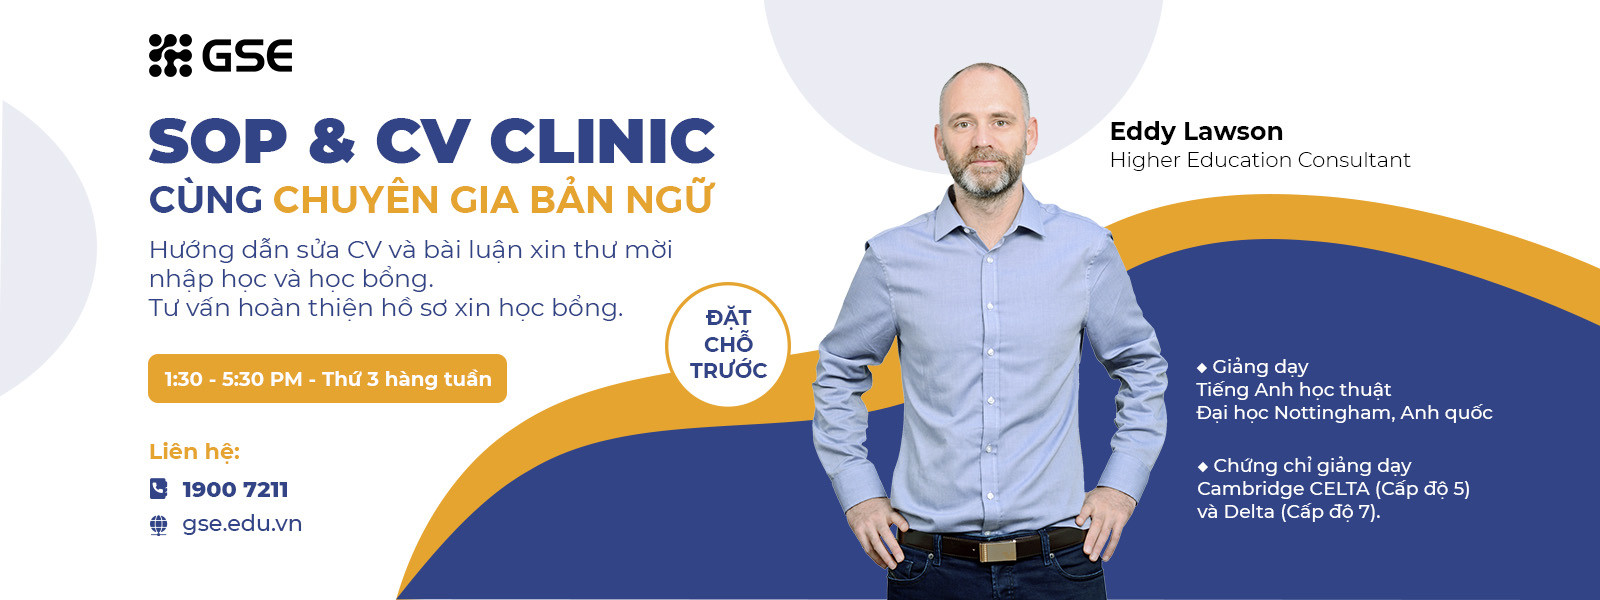 GSE
SOP & CV CLINIC
CÙNG CHUYÊN GIA BẢN NGỮ
Hướng dẫn sửa CV và bài luận xin thư mời
nhập học và học bổng.
Tư vấn hoàn thiện hồ sơ xin học bổng.
1:30 - 5:30 PM - Thứ 3 hàng tuần
Liên hệ:
1900 7211
gse.edu.vn
ĐẶT
CHỖ
TRƯỚC
Eddy Lawson
Higher Education Consultant
◆ Giảng dạy
Tiếng Anh học thuật
Đại học Nottingham, Anh quốc
◆ Chứng chỉ giảng dạy
Cambridge CELTA (Cấp độ 5)
và Delta (Cấp độ 7).